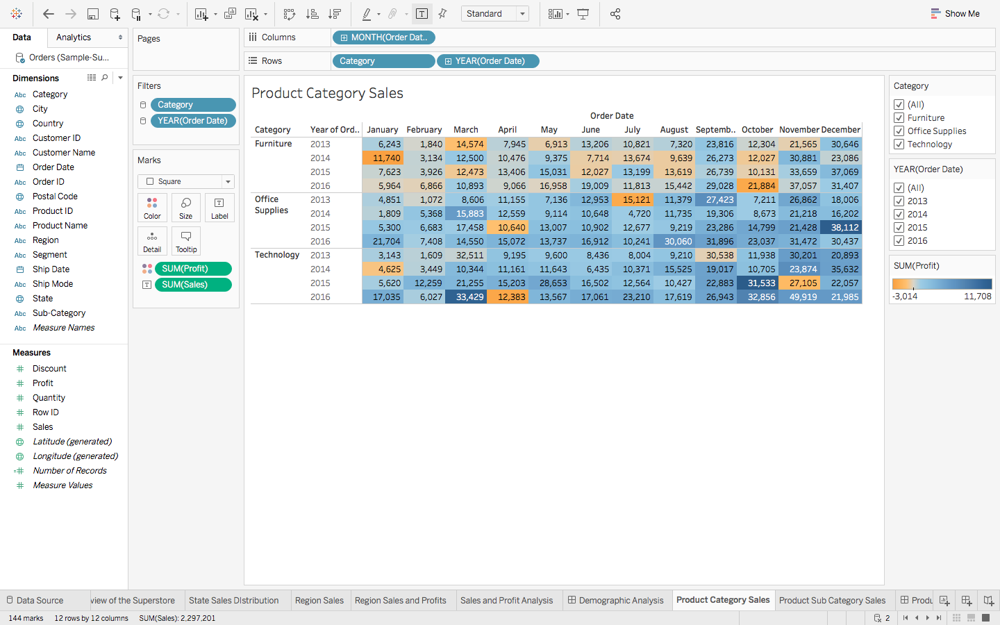 Standard
Show Me
Data
Analytics
Orders (Sample-Su...
Dimensions
Abc Category
City
Country
Abc Customer ID
Abc Customer Name
Order Date
Abc Order ID
Postal Code
Abc Product ID
Abc Product Name
Abc Region
Abc Segment
Ship Date
Abc Ship Mode
State
Abc Sub-Category
Abc Measure Names
Measures
# Discount
# Profit
# Quantity
# Row ID
# Sales
Latitude (generated)
Longitude (generated)
=# Number of Records
# Measure Values
Pages
Filters
Category
YEAR(Order Date)
Marks
Square
Color Size Label
Detail Tooltip
SUM(Profit)
SUM(Sales)
Columns MONTH(Order Dat..
Rows Category YEAR(Order Date)
Product Category Sales
Order Date
Category Year of Ord.. January February March April May June July August Septemb.. October November December
Furniture 2013 6,243 1,840 14,574 7,945 6,913 13,206 10,821 7,320 23,816 12,304 21,565 30,646
2014 11,740 3,134 12,500 10,476 9,375 7,714 13,674 9,639 26,273 12,027 30,881 23,086
2015 7,623 3,926 12,473 13,406 15,031 12,027 13,199 13,619 26,739 10,131 33,659 37,069
2016 5,964 6,866 10,893 9,066 16,958 19,009 11,813 15,442 29,028 21,884 37,057 31,407
Office Supplies 2013 4,851 1,072 8,606 11,155 7,136 12,953 15,121 11,379 27,423 7,211 26,862 18,006
2014 1,809 5,368 15,883 12,559 9,114 10,648 4,720 11,735 19,306 8,673 21,218 16,202
2015 5,300 6,683 17,458 10,640 13,007 10,902 12,677 9,219 23,286 14,799 21,428 38,112
2016 21,704 7,408 14,550 15,072 13,737 16,912 10,241 30,060 31,896 23,037 31,472 30,437
Technology 2013 3,143 1,609 32,511 9,195 9,600 8,436 8,004 9,210 30,538 11,938 30,201 20,893
2014 4,625 3,449 10,344 11,161 11,643 6,435 10,371 15,525 19,017 10,705 23,874 35,632
2015 5,620 12,259 21,255 15,203 28,653 16,502 12,564 10,427 22,883 31,533 27,105 22,057
2016 17,035 6,027 33,429 12,383 13,567 17,061 23,210 17,619 26,943 32,856 49,919 21,985
Category
(All)
Furniture
Office Supplies
Technology
YEAR(Order Date)
(All)
2013
2014
2015
2016
SUM(Profit)
-3,014 11,708
Data Source view of the Superstore State Sales DIstribution Region Sales Region Sales and Profits Sales and Profit Analysis Demographic Analysis Product Category Sales Product Sub Category Sales Produ
144 marks 12 rows by 12 columns SUM(Sales): 2,297,201 2